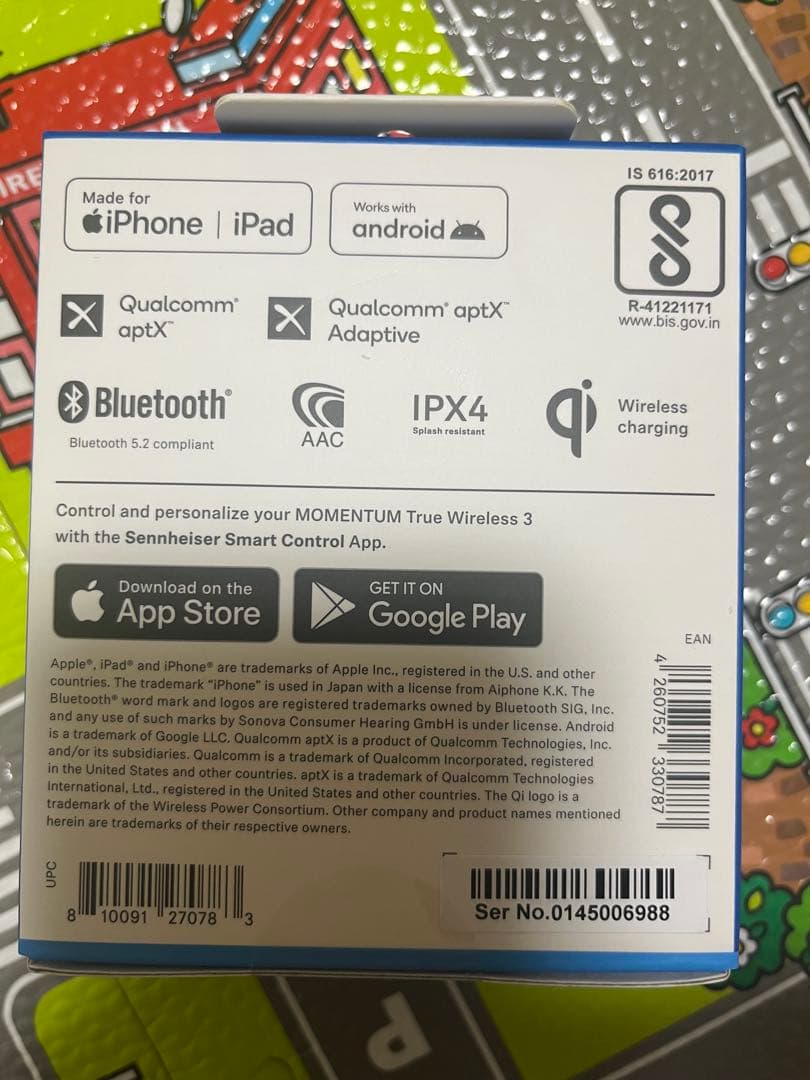 IS 616:2017
Made for
iPhone | iPad
Works with
android
R-41221171
www.bis.gov.in
Qualcomm®
aptX™
Qualcomm® aptX™
Adaptive
Bluetooth®
Bluetooth 5.2 compliant
AAC
IPX4
Splash resistant
qi
Wireless
charging
Control and personalize your MOMENTUM True Wireless 3
with the Sennheiser Smart Control App.
Download on the
App Store
GET IT ON
Google Play
EAN
4 260752 330787
Apple®, iPad® and iPhone® are trademarks of Apple Inc., registered in the U.S. and other
countries. The trademark "iPhone" is used in Japan with a license from Aiphone K.K. The
Bluetooth® word mark and logos are registered trademarks owned by Bluetooth SIG, Inc.
and any use of such marks by Sonova Consumer Hearing GmbH is under license. Android
is a trademark of Google LLC. Qualcomm aptX is a product of Qualcomm Technologies, Inc.
and/or its subsidiaries. Qualcomm is a trademark of Qualcomm Incorporated, registered
in the United States and other countries. aptX is a trademark of Qualcomm Technologies
International, Ltd., registered in the United States and other countries. The Qi logo is a
trademark of the Wireless Power Consortium. Other company and product names mentioned
herein are trademarks of their respective owners.
UPC
8 10091 27078 3
Ser No.0145006988
P